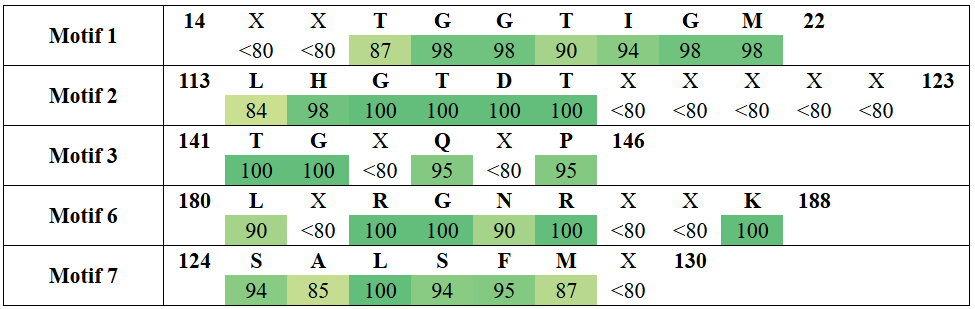 Motif 1 14 X X T G G T I G M 22
<80 <80 87 98 98 90 94 98 98
Motif 2 113 L H G T D T X X X X X 123
84 98 100 100 100 100 <80 <80 <80 <80 <80
Motif 3 141 T G X Q X P 146
100 100 <80 95 <80 95
Motif 6 180 L X R G N R X X K 188
90 <80 100 100 90 100 <80 <80 100
Motif 7 124 S A L S F M X 130
94 85 100 94 95 87 <80